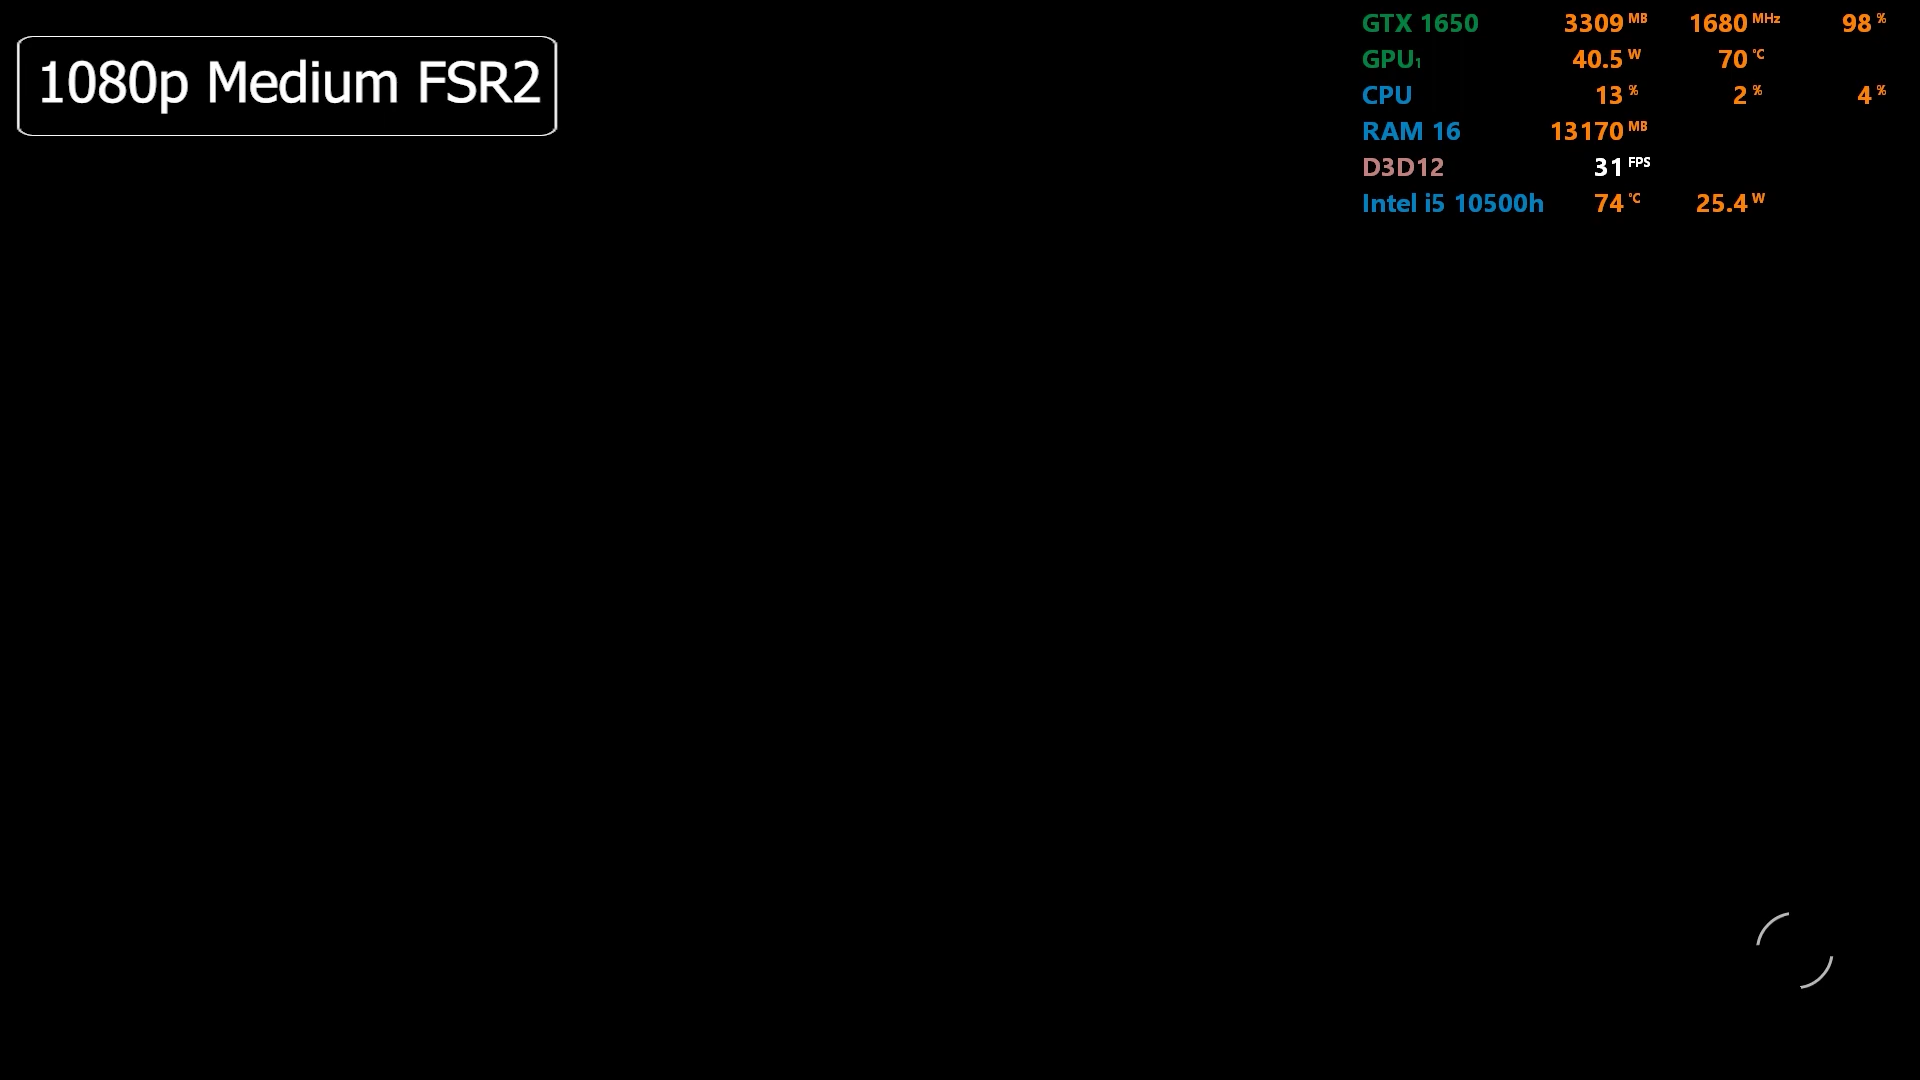 1080p Medium FSR2
GTX 1650 3309 MB 1680 MHz 98 %
GPU1 40.5 W 70 °C
CPU 13 % 2 % 4 %
RAM 16 13170 MB
D3D12 31 FPS
Intel i5 10500h 74 °C 25.4 W